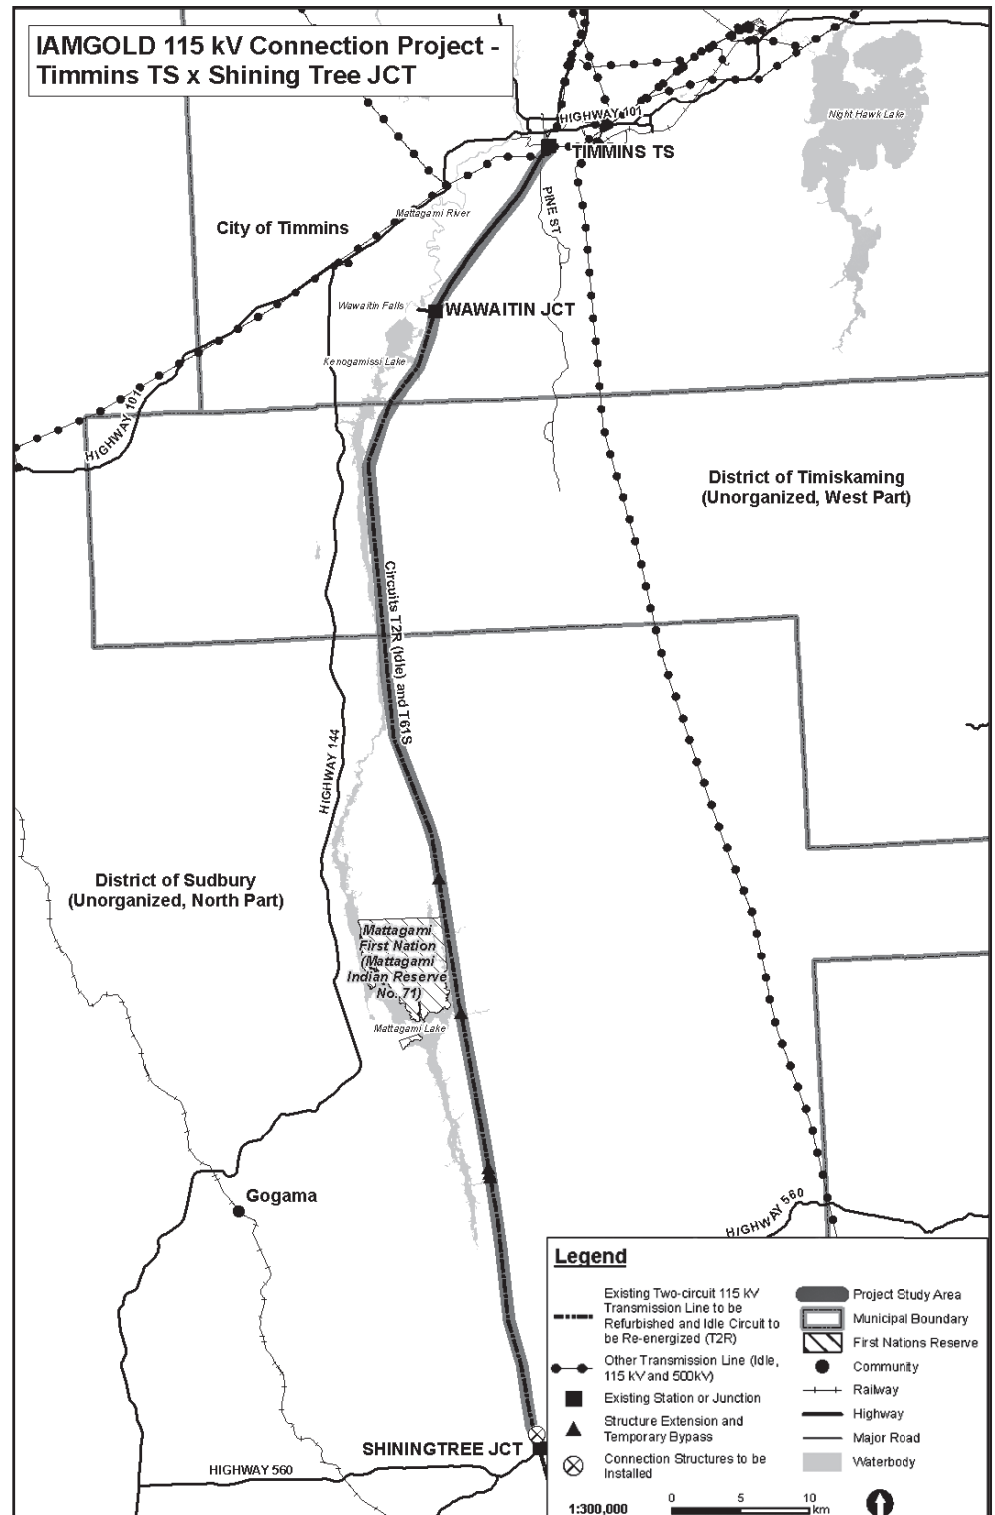 IAMGOLD 115 kV Connection Project -
Timmins TS x Shining Tree JCT
Night Hawk Lake
HIGHWAY 101
TIMMINS TS
PINE ST
Mattagami River
City of Timmins
Wawaitin Falls
WAWAITIN JCT
Kenogamissi Lake
HIGHWAY 101
District of Timiskaming
(Unorganized, West Part)
Circuits T2R (Idle) and T61S
HIGHWAY 144
District of Sudbury
(Unorganized, North Part)
Mattagami
First Nation
(Mattagami
Indian Reserve
No. 71)
Mattagami Lake
Gogama
HIGHWAY 560
SHININGTREE JCT
HIGHWAY 560
Legend
Existing Two-circuit 115 kV
Transmission Line to be
Refurbished and Idle Circuit to
be Re-energized (T2R)
Other Transmission Line (Idle,
115 kV and 500kV)
Existing Station or Junction
Structure Extension and
Temporary Bypass
Connection Structures to be
Installed
Project Study Area
Municipal Boundary
First Nations Reserve
Community
Railway
Highway
Major Road
Waterbody
1:300,000
0 5 10
km